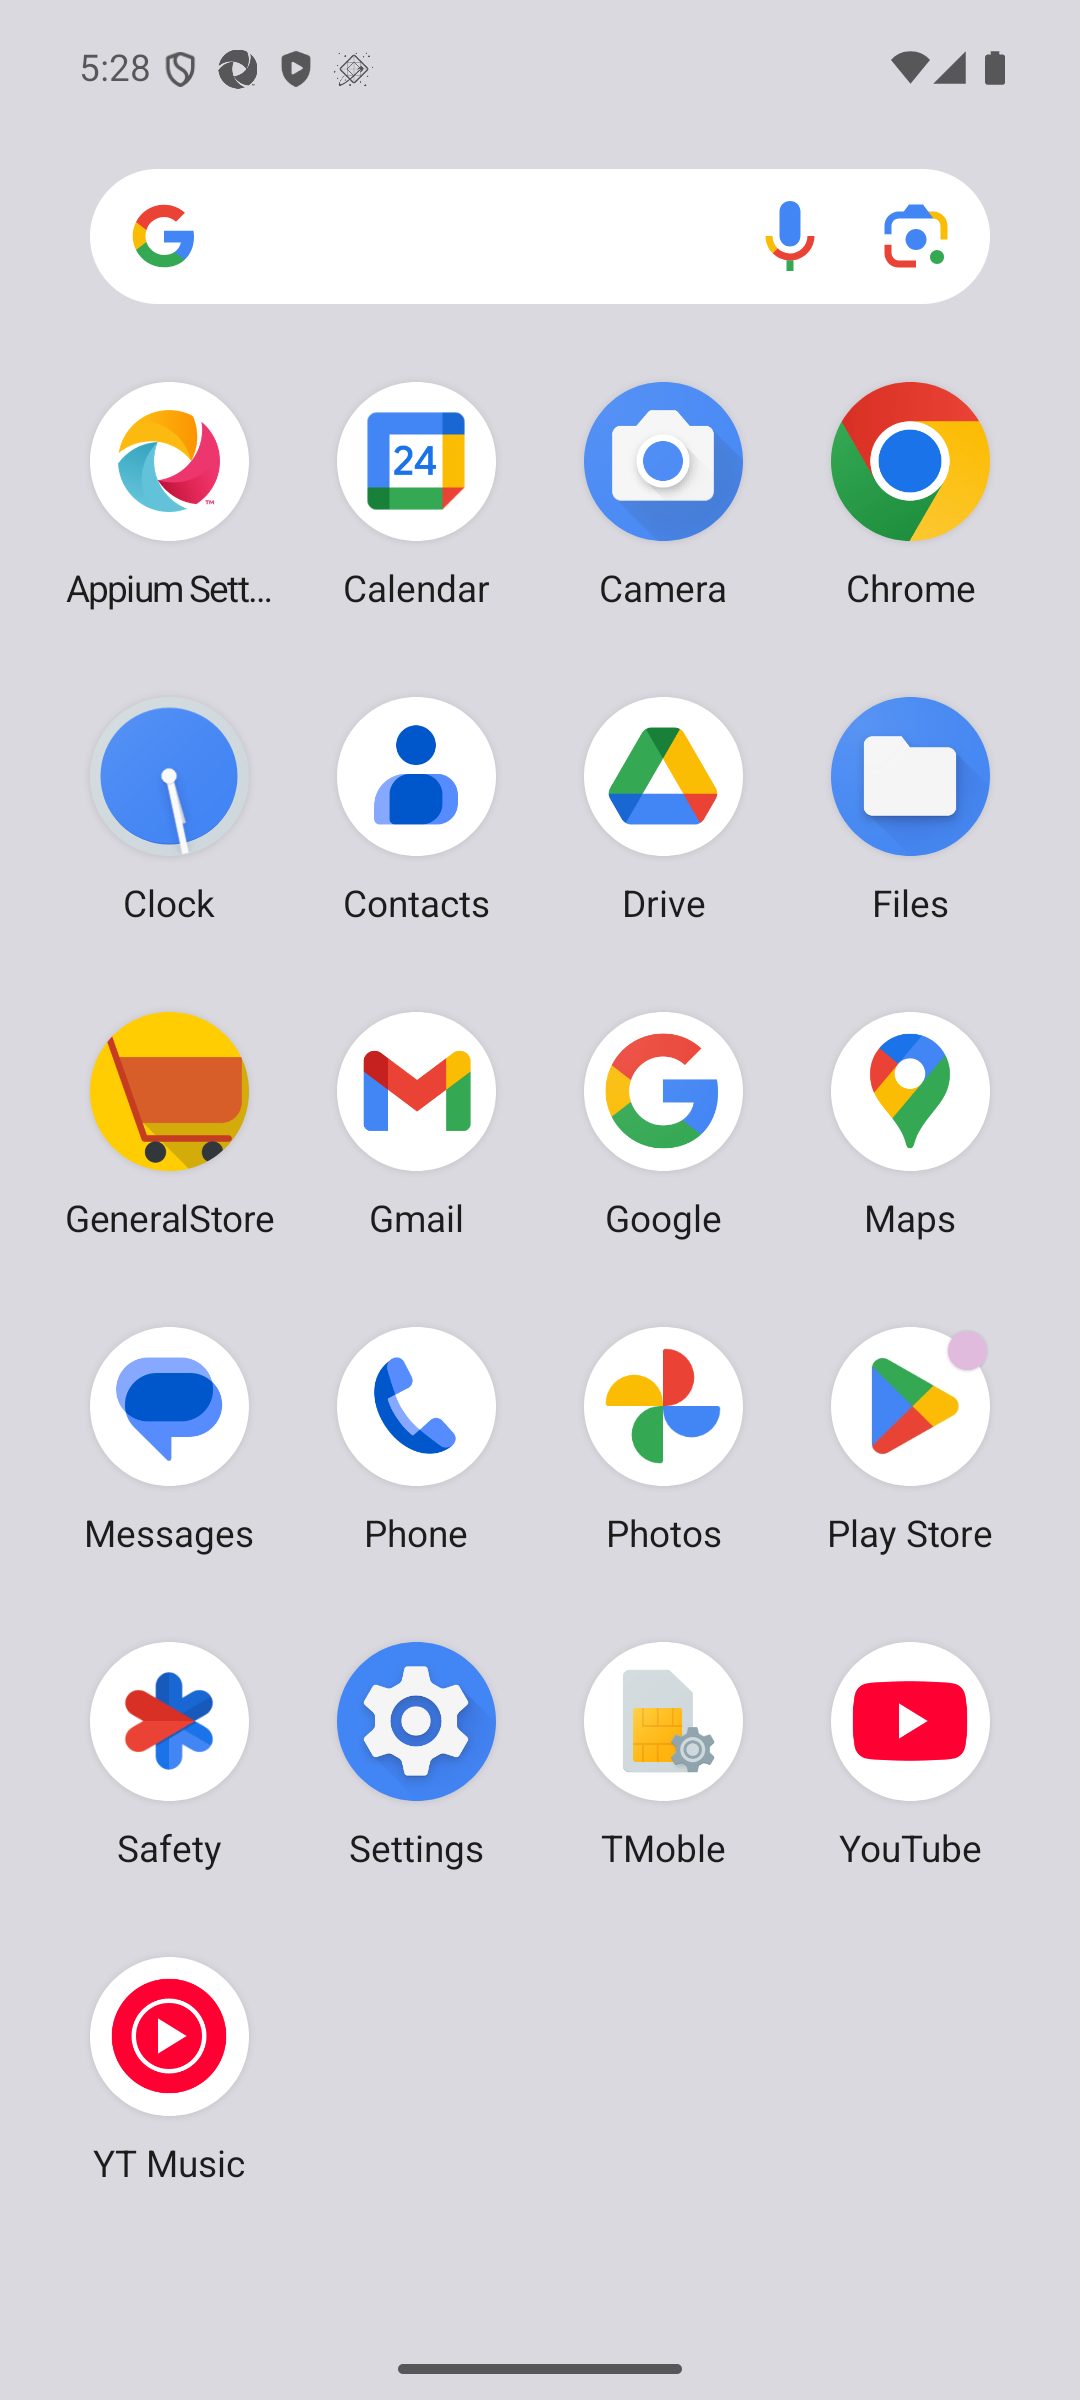 5:28
24
Appium Sett...
Calendar
Camera
Chrome
Clock
Contacts
Drive
Files
GeneralStore
Gmail
Google
Maps
Messages
Phone
Photos
Play Store
Safety
Settings
TMoble
YouTube
YT Music